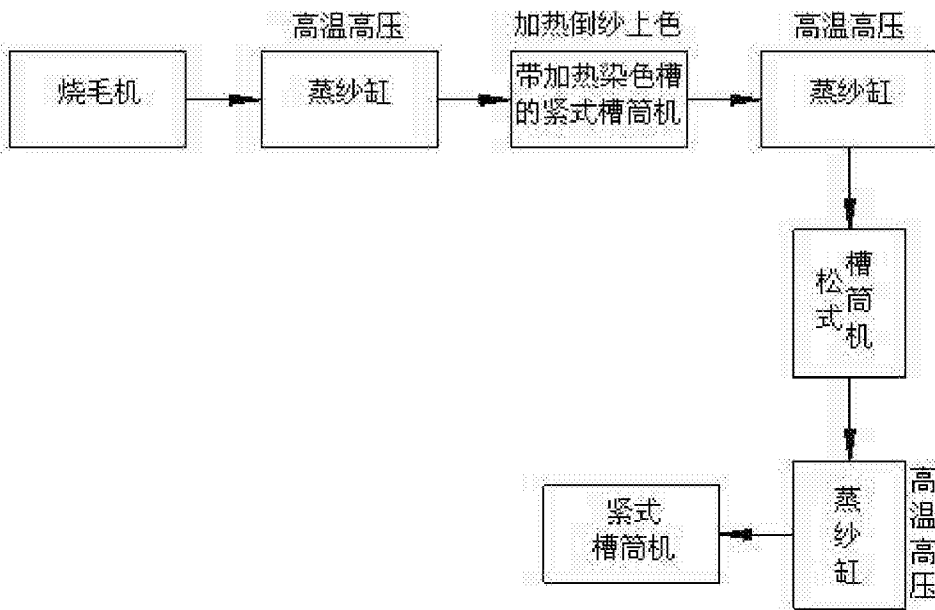 高温高压
加热倒纱上色
高温高压
烧毛机
蒸纱缸
带加热染色槽
的紧式槽筒机
蒸纱缸
松式
槽筒机
蒸纱缸
高温高压
紧式
槽筒机